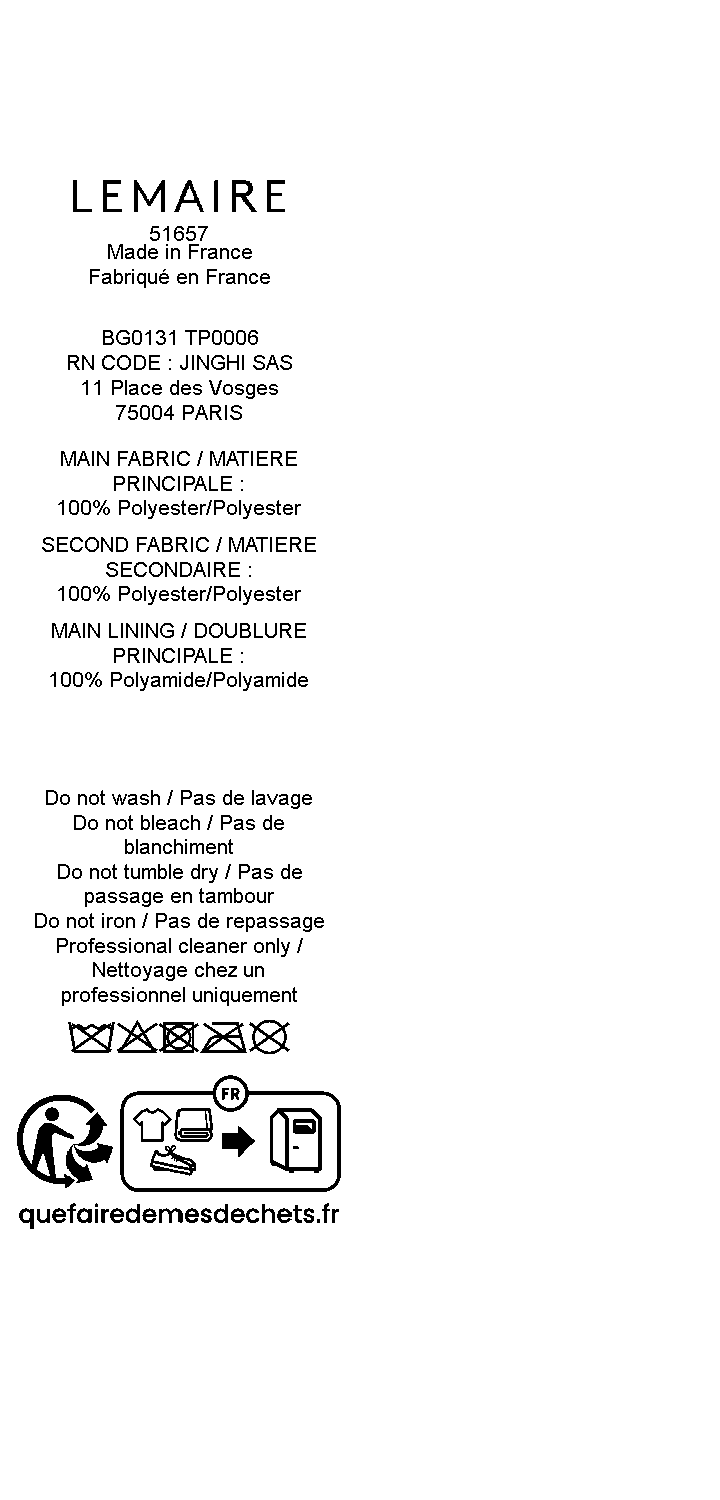 LEMAIRE
51657
Made in France
Fabriqué en France
BG0131 TP0006
RN CODE : JINGHI SAS
11 Place des Vosges
75004 PARIS
MAIN FABRIC / MATIERE
PRINCIPALE :
100% Polyester/Polyester
SECOND FABRIC / MATIERE
SECONDAIRE :
100% Polyester/Polyester
MAIN LINING / DOUBLURE
PRINCIPALE :
100% Polyamide/Polyamide
Do not wash / Pas de lavage
Do not bleach / Pas de
blanchiment
Do not tumble dry / Pas de
passage en tambour
Do not iron / Pas de repassage
Professional cleaner only /
Nettoyage chez un
professionnel uniquement
FR
quefairedemesdechets.fr